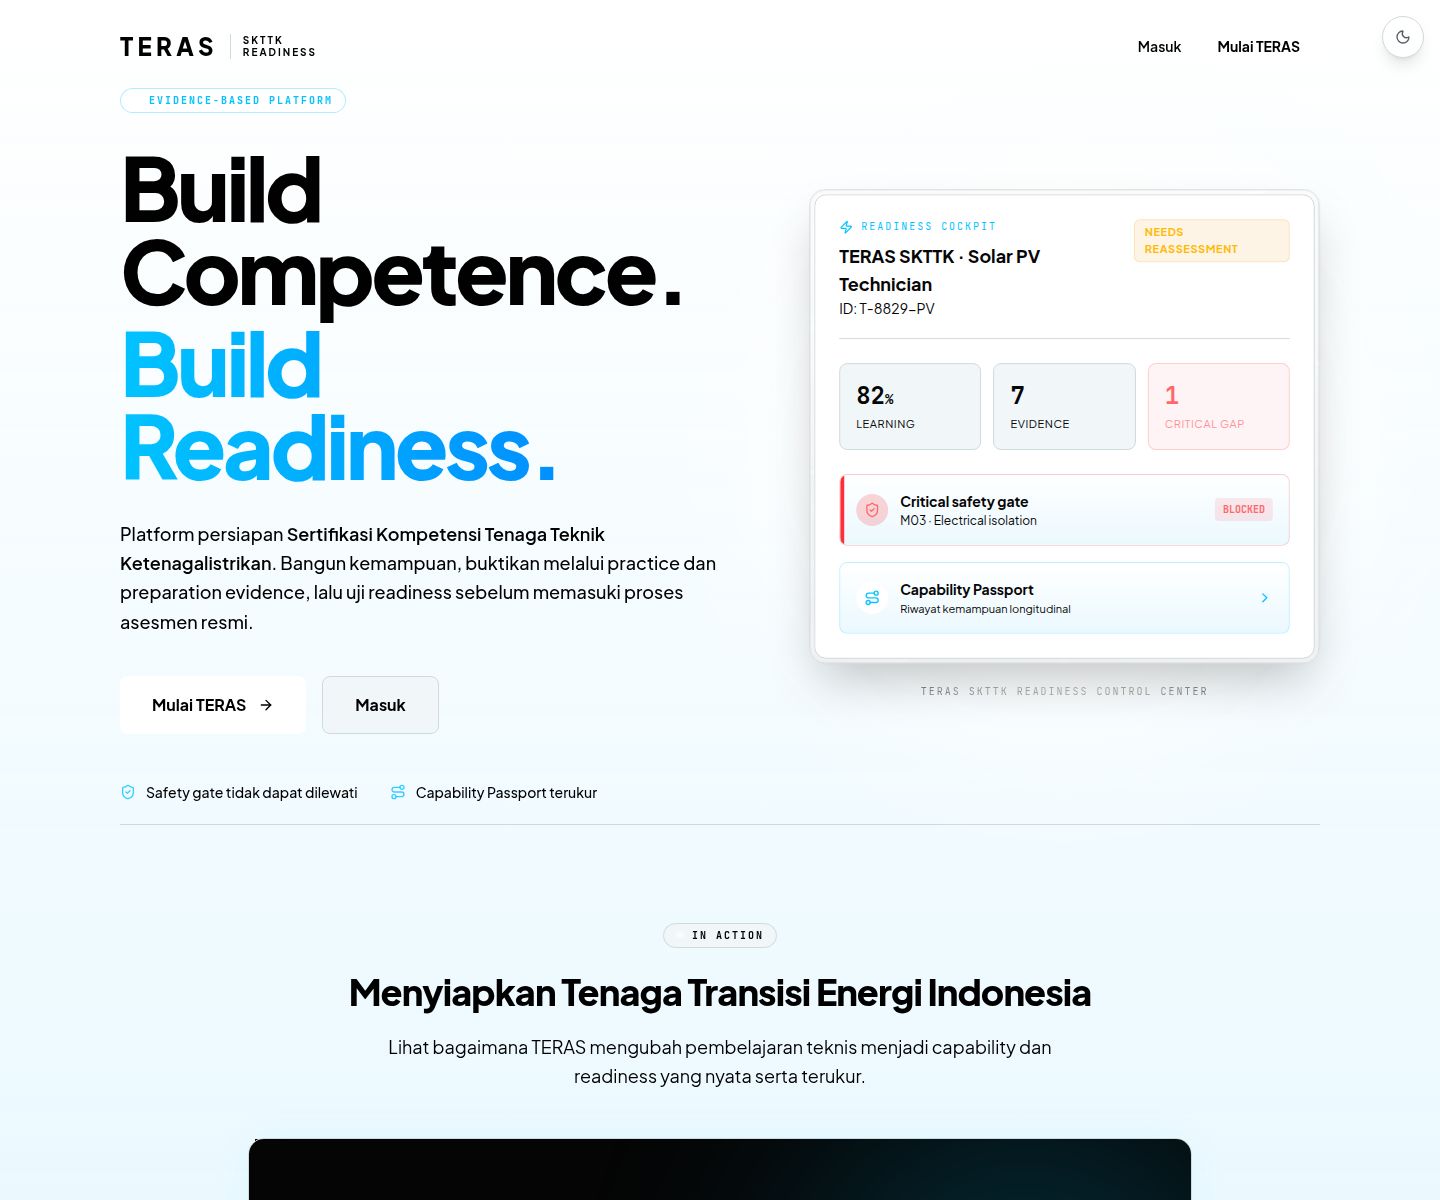 TERAS
SKTTK
READINESS
Masuk
Mulai TERAS
EVIDENCE-BASED PLATFORM
Build
Competence.
Build
Readiness.
Platform persiapan Sertifikasi Kompetensi Tenaga Teknik
Ketenagalistrikan. Bangun kemampuan, buktikan melalui practice dan
preparation evidence, lalu uji readiness sebelum memasuki proses
asesmen resmi.
Mulai TERAS
Masuk
Safety gate tidak dapat dilewati
Capability Passport terukur
READINESS COCKPIT
NEEDS
REASSESSMENT
TERAS SKTTK · Solar PV
Technician
ID: T-8829-PV
82%
LEARNING
7
EVIDENCE
1
CRITICAL GAP
Critical safety gate
M03 · Electrical isolation
BLOCKED
Capability Passport
Riwayat kemampuan longitudinal
TERAS SKTTK READINESS CONTROL CENTER
IN ACTION
Menyiapkan Tenaga Transisi Energi Indonesia
Lihat bagaimana TERAS mengubah pembelajaran teknis menjadi capability dan
readiness yang nyata serta terukur.